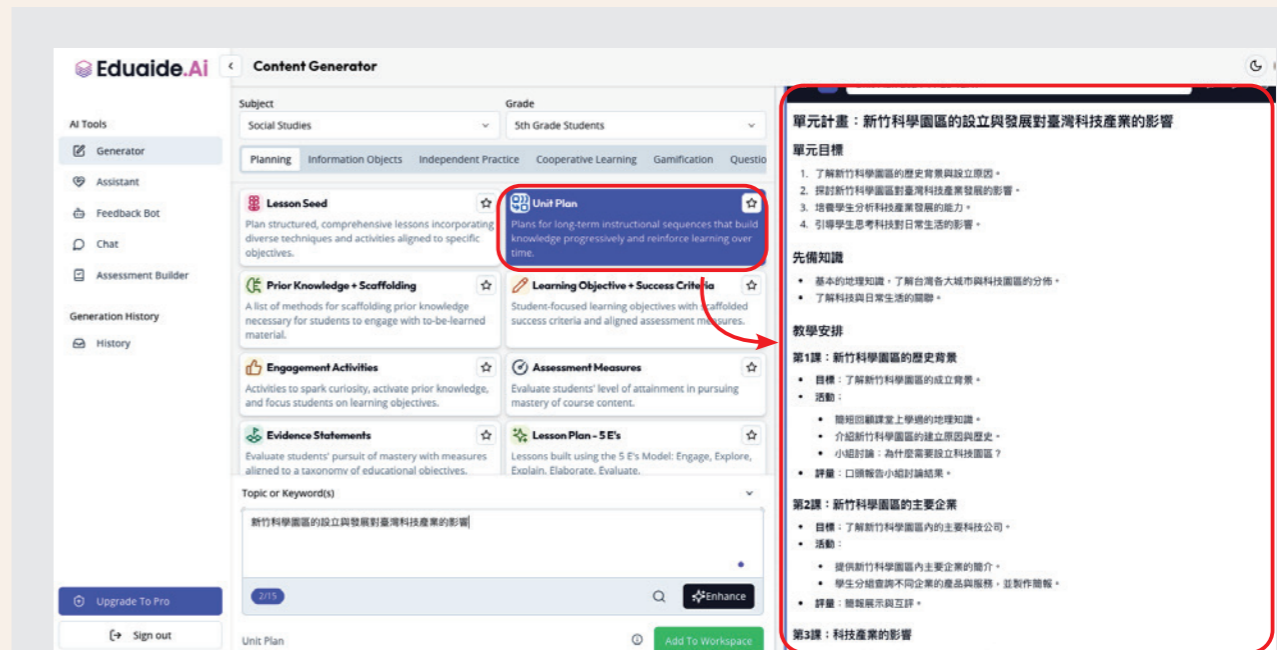 Eduaide.Ai
Content Generator
AI Tools
Generator
Assistant
Feedback Bot
Chat
Assessment Builder
Generation History
History
Upgrade To Pro
Sign out
Subject
Grade
Social Studies
5th Grade Students
Planning
Information Objects
Independent Practice
Cooperative Learning
Gamification
Questio
Lesson Seed
Plan structured, comprehensive lessons incorporating
diverse techniques and activities aligned to specific
objectives.
Unit Plan
Plans for long-term instructional sequences that build
knowledge progressively and reinforce learning over
time.
Prior Knowledge + Scaffolding
A list of methods for scaffolding prior knowledge
necessary for students to engage with to-be-learned
material.
Learning Objective + Success Criteria
Student-focused learning objectives with scaffolded
success criteria and aligned assessment measures.
Engagement Activities
Activities to spark curiosity, activate prior knowledge,
and focus students on learning objectives.
Assessment Measures
Evaluate students' level of attainment in pursuing
mastery of course content.
Evidence Statements
Evaluate students' pursuit of mastery with measures
aligned to a taxonomy of educational objectives.
Lesson Plan - 5 E's
Lessons built using the 5 E's Model: Engage, Explore,
Explain, Elaborate, Evaluate.
Topic or Keyword(s)
新竹科學園區的設立與發展對臺灣科技產業的影響
2/15
Enhance
Unit Plan
Add To Workspace
單元計畫：新竹科學園區的設立與發展對臺灣科技產業的影響
單元目標
1. 了解新竹科學園區的歷史背景與設立原因。
2. 探討新竹科學園區對臺灣科技產業發展的影響。
3. 培養學生分析科技產業發展的能力。
4. 引導學生思考科技對日常生活的影響。
先備知識
• 基本的地理知識，了解台灣各大城市與科技園區的分佈。
• 了解科技與日常生活的關聯。
教學安排
第1課：新竹科學園區的歷史背景
• 目標：了解新竹科學園區的成立背景。
• 活動：
• 簡短回顧課堂上學過的地理知識。
• 介紹新竹科學園區的建立原因與歷史。
• 小組討論：為什麼需要設立科技園區？
• 評量：口頭報告小組討論結果。
第2課：新竹科學園區的主要企業
• 目標：了解新竹科學園區內的主要科技公司。
• 活動：
• 提供新竹科學園區內主要企業的簡介。
• 學生分組查詢不同企業的產品與服務，並製作簡報。
• 評量：簡報展示與互評。
第3課：科技產業的影響